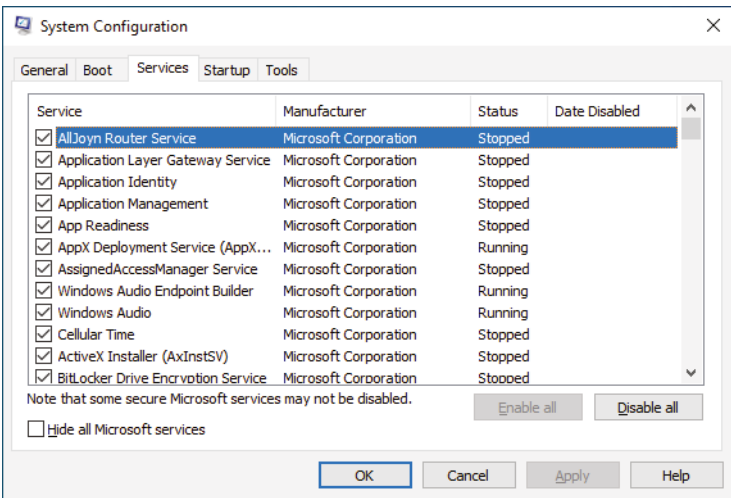 System Configuration
General Boot Services Startup Tools
Service Manufacturer Status Date Disabled
AllJoyn Router Service Microsoft Corporation Stopped
Application Layer Gateway Service Microsoft Corporation Stopped
Application Identity Microsoft Corporation Stopped
Application Management Microsoft Corporation Stopped
App Readiness Microsoft Corporation Stopped
AppX Deployment Service (AppX... Microsoft Corporation Running
AssignedAccessManager Service Microsoft Corporation Stopped
Windows Audio Endpoint Builder Microsoft Corporation Running
Windows Audio Microsoft Corporation Running
Cellular Time Microsoft Corporation Stopped
ActiveX Installer (AxInstSV) Microsoft Corporation Stopped
BitLocker Drive Encryption Service Microsoft Corporation Stopped
Note that some secure Microsoft services may not be disabled.
Enable all Disable all
Hide all Microsoft services
OK Cancel Apply Help